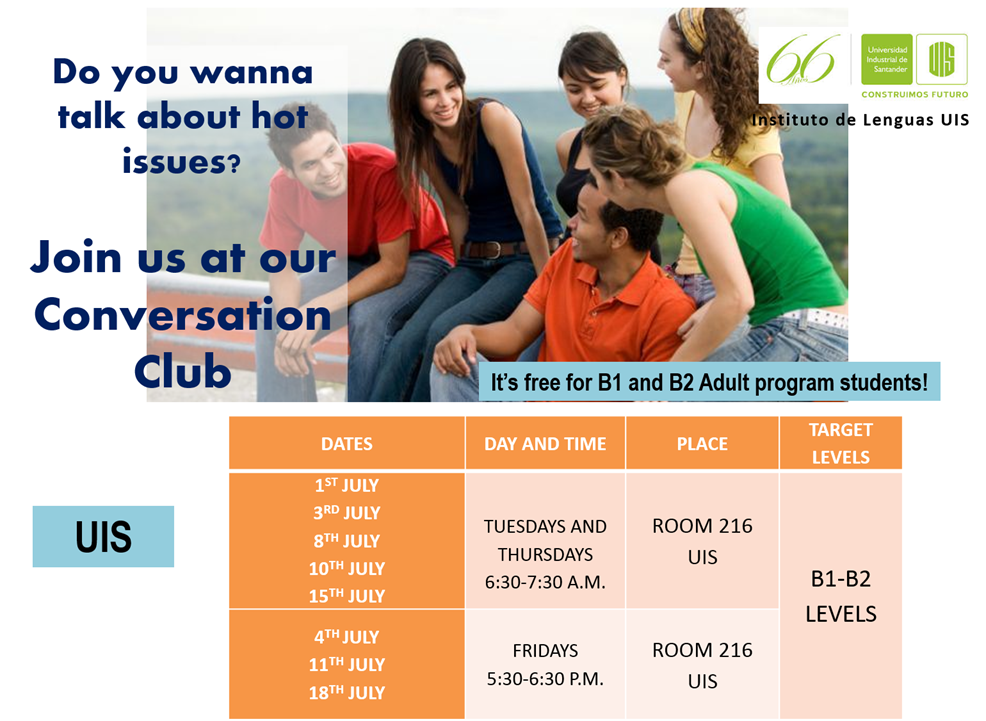 Do you wanna
talk about hot
issues?
Join us at our
Conversation
Club
66
Años
Universidad
Industrial de
Santander
UIS
CONSTRUIMOS FUTURO
Instituto de Lenguas UIS
It's free for B1 and B2 Adult program students!
UIS
DATES
DAY AND TIME
PLACE
TARGET
LEVELS
1ST JULY
3RD JULY
8TH JULY
10TH JULY
15TH JULY
TUESDAYS AND
THURSDAYS
6:30-7:30 A.M.
ROOM 216
UIS
B1-B2
LEVELS
4TH JULY
11TH JULY
18TH JULY
FRIDAYS
5:30-6:30 P.M.
ROOM 216
UIS